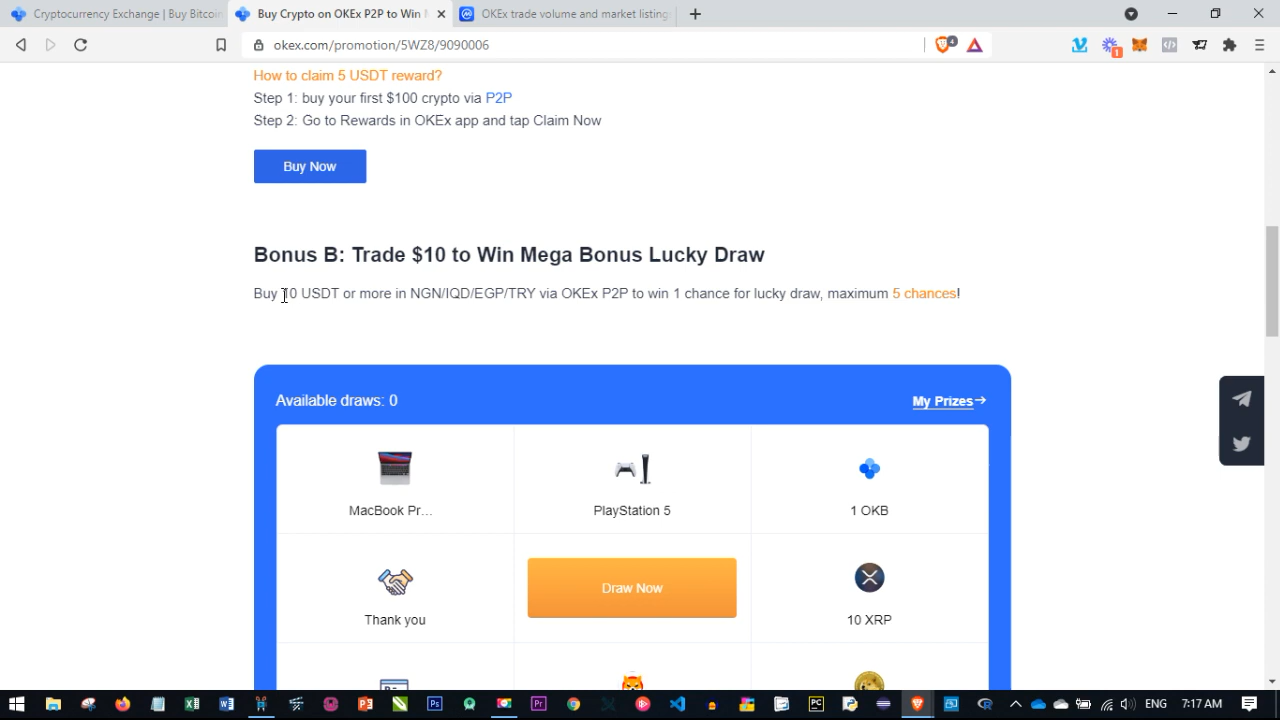 Cryptocurrency Exchange | Buy Bitcoin
Buy Crypto on OKEx P2P to Win
OKEx trade volume and market listing
okex.com/promotion/5WZ8/9090006
4
1
How to claim 5 USDT reward?
Step 1: buy your first $100 crypto via P2P
Step 2: Go to Rewards in OKEx app and tap Claim Now
Buy Now
Bonus B: Trade $10 to Win Mega Bonus Lucky Draw
Buy 10 USDT or more in NGN/IQD/EGP/TRY via OKEx P2P to win 1 chance for lucky draw, maximum 5 chances!
Available draws: 0
My Prizes
MacBook Pr...
PlayStation 5
1 OKB
Thank you
Draw Now
10 XRP
ENG
7:17 AM